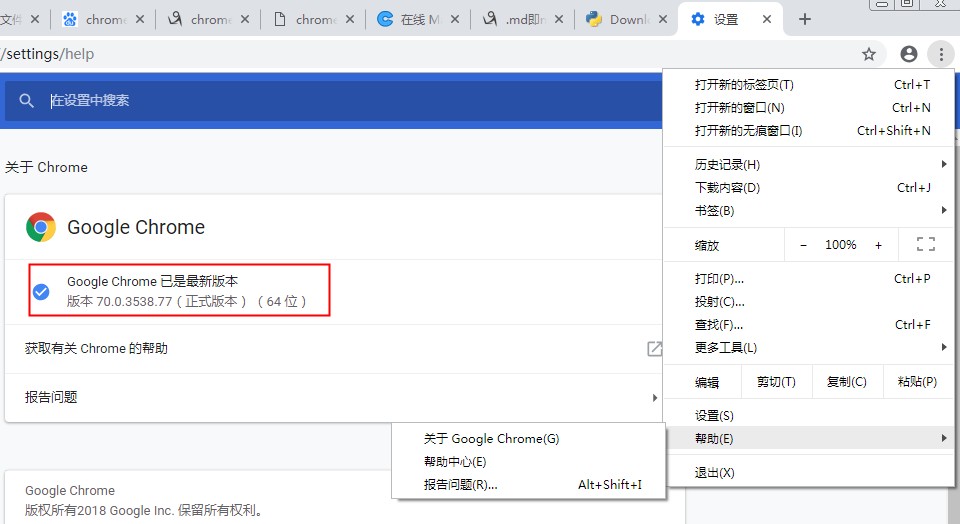 文件
chrome
chrome
chrome
在线 M
.md即
Downl
设置
/settings/help
在设置中搜索
关于 Chrome
Google Chrome
Google Chrome 已是最新版本
版本 70.0.3538.77（正式版本）（64 位）
获取有关 Chrome 的帮助
报告问题
Google Chrome
版权所有2018 Google Inc. 保留所有权利。
打开新的标签页(T) Ctrl+T
打开新的窗口(N) Ctrl+N
打开新的无痕窗口(I) Ctrl+Shift+N
历史记录(H)
下载内容(D) Ctrl+J
书签(B)
缩放 - 100% +
打印(P)... Ctrl+P
投射(C)...
查找(F)... Ctrl+F
更多工具(L)
编辑 剪切(T) 复制(C) 粘贴(P)
设置(S)
帮助(E)
退出(X)
关于 Google Chrome(G)
帮助中心(E)
报告问题(R)... Alt+Shift+I